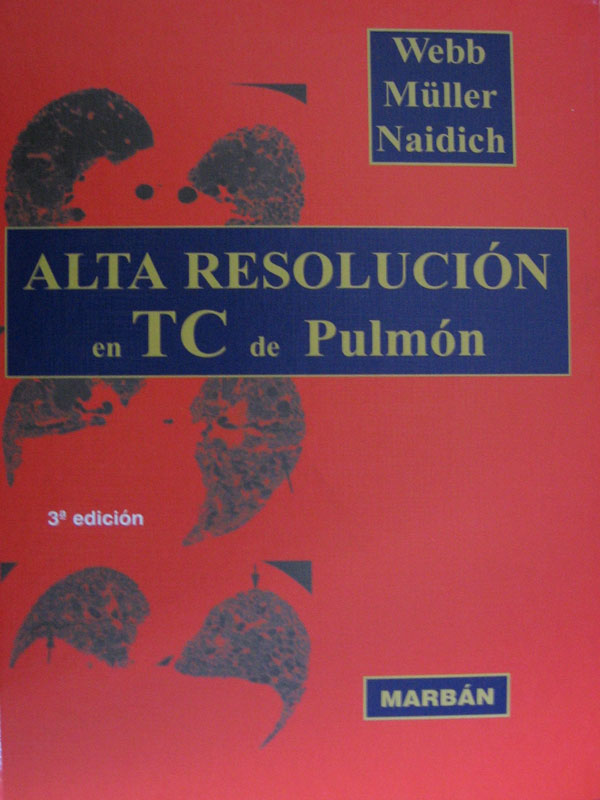 Webb
Müller
Naidich
ALTA RESOLUCIÓN
en TC de Pulmón
3ª edición
MARBÁN